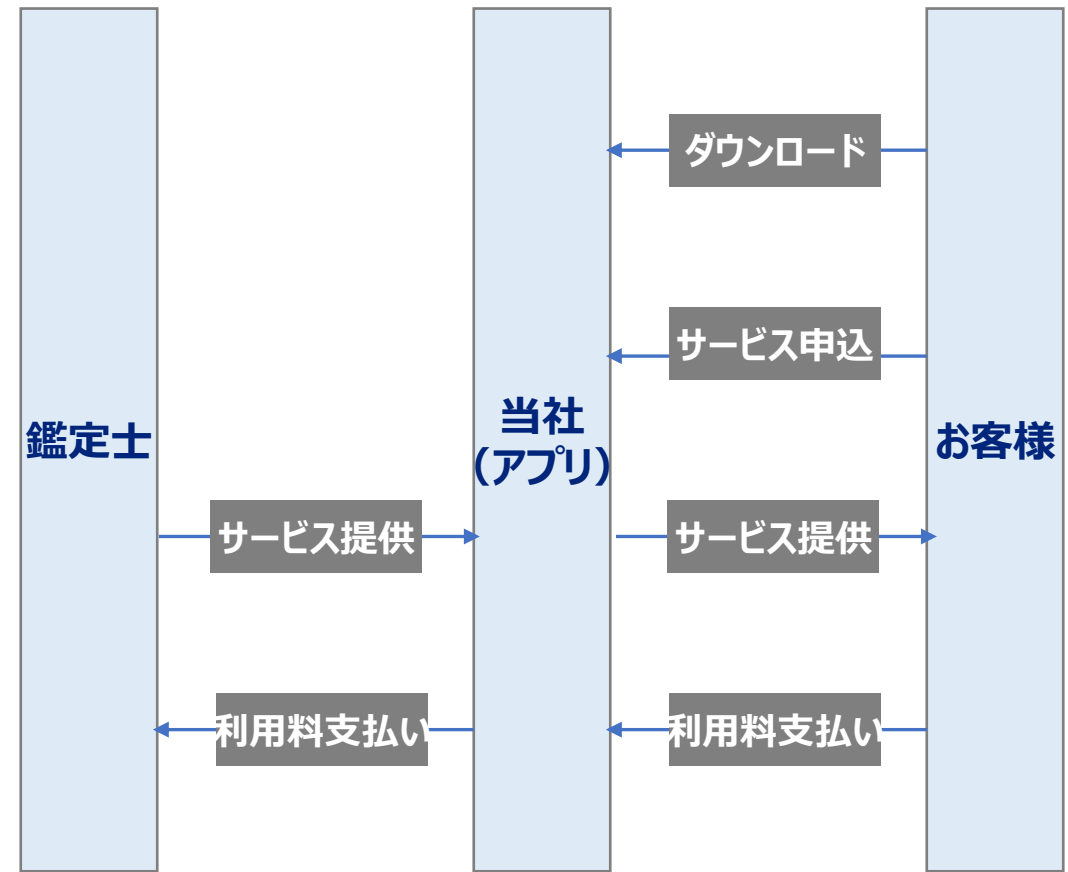 ダウンロード
サービス申込
鑑定士
当社
(アプリ)
お客様
サービス提供
サービス提供
利用料支払い
利用料支払い